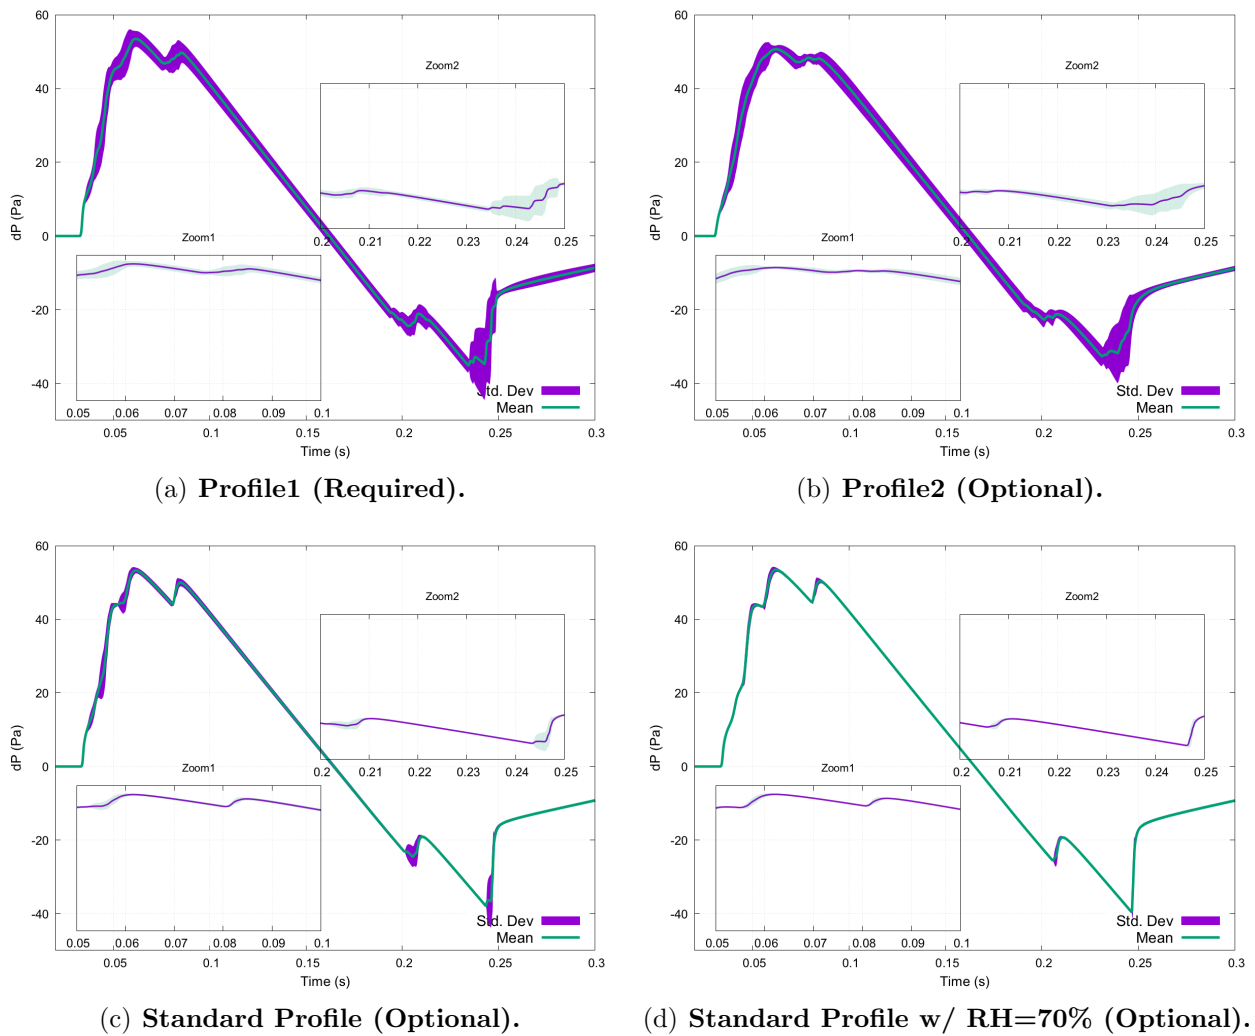 60
40
20
0
-20
-40
dP (Pa)
Zoom2
0.2 0.21 0.22 0.23 0.24 0.25
Zoom1
0.05 0.06 0.07 0.08 0.09 0.1
Std. Dev
Mean
0.05 0.1 0.15 0.2 0.25 0.3
Time (s)
(a) Profile1 (Required).
60
40
20
0
-20
-40
dP (Pa)
Zoom2
0.2 0.21 0.22 0.23 0.24 0.25
Zoom1
0.05 0.06 0.07 0.08 0.09 0.1
Std. Dev
Mean
0.05 0.1 0.15 0.2 0.25 0.3
Time (s)
(b) Profile2 (Optional).
60
40
20
0
-20
-40
dP (Pa)
Zoom2
0.2 0.21 0.22 0.23 0.24 0.25
Zoom1
0.05 0.06 0.07 0.08 0.09 0.1
Std. Dev
Mean
0.05 0.1 0.15 0.2 0.25 0.3
Time (s)
(c) Standard Profile (Optional).
60
40
20
0
-20
-40
dP (Pa)
Zoom2
0.2 0.21 0.22 0.23 0.24 0.25
Zoom1
0.05 0.06 0.07 0.08 0.09 0.1
Std. Dev
Mean
0.05 0.1 0.15 0.2 0.25 0.3
Time (s)
(d) Standard Profile w/ RH=70% (Optional).